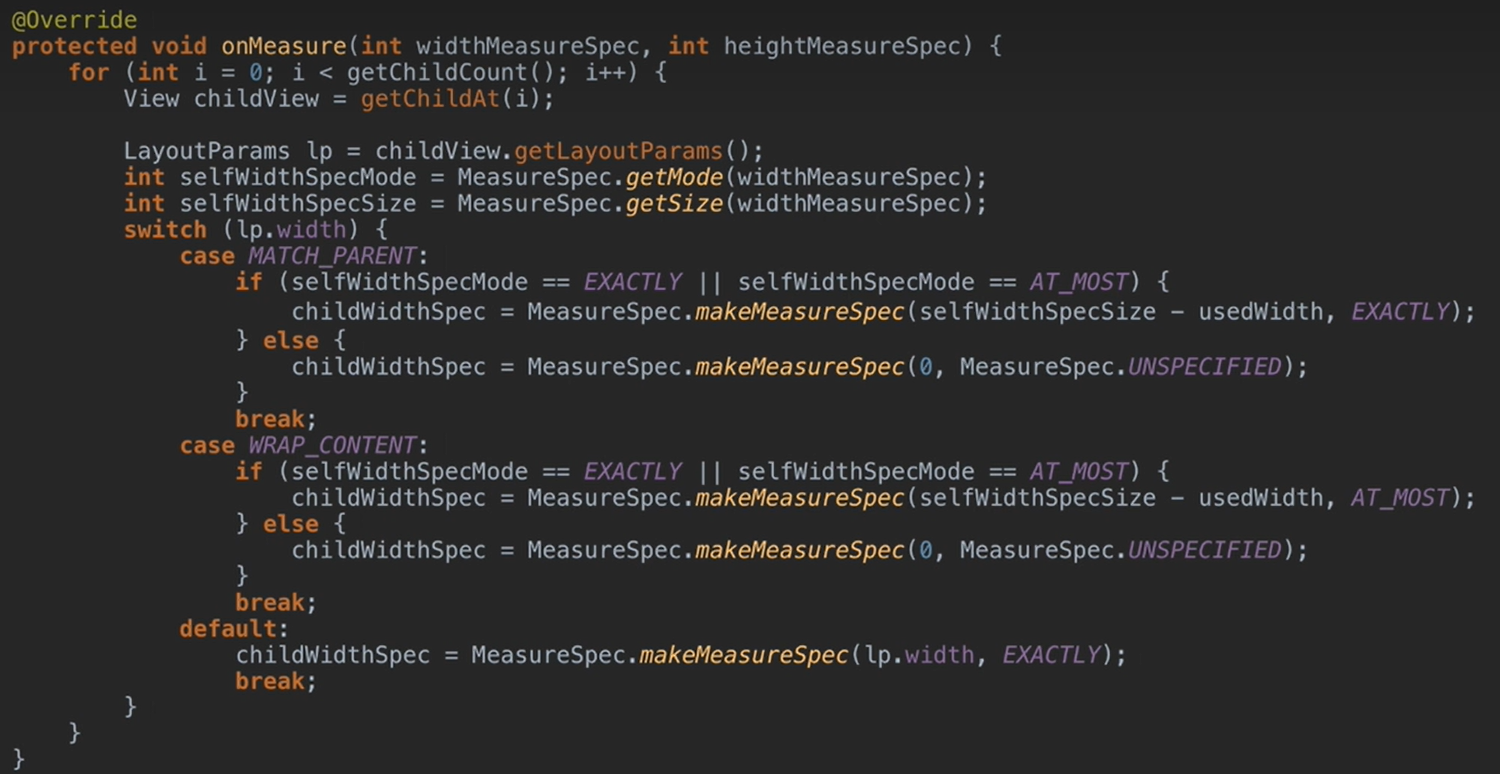 @Override
protected void onMeasure(int widthMeasureSpec, int heightMeasureSpec) {
    for (int i = 0; i < getChildCount(); i++) {
        View childView = getChildAt(i);

        LayoutParams lp = childView.getLayoutParams();
        int selfWidthSpecMode = MeasureSpec.getMode(widthMeasureSpec);
        int selfWidthSpecSize = MeasureSpec.getSize(widthMeasureSpec);
        switch (lp.width) {
            case MATCH_PARENT:
                if (selfWidthSpecMode == EXACTLY || selfWidthSpecMode == AT_MOST) {
                    childWidthSpec = MeasureSpec.makeMeasureSpec(selfWidthSpecSize - usedWidth, EXACTLY);
                } else {
                    childWidthSpec = MeasureSpec.makeMeasureSpec(0, MeasureSpec.UNSPECIFIED);
                }
                break;
            case WRAP_CONTENT:
                if (selfWidthSpecMode == EXACTLY || selfWidthSpecMode == AT_MOST) {
                    childWidthSpec = MeasureSpec.makeMeasureSpec(selfWidthSpecSize - usedWidth, AT_MOST);
                } else {
                    childWidthSpec = MeasureSpec.makeMeasureSpec(0, MeasureSpec.UNSPECIFIED);
                }
                break;
            default:
                childWidthSpec = MeasureSpec.makeMeasureSpec(lp.width, EXACTLY);
                break;
        }
    }
}